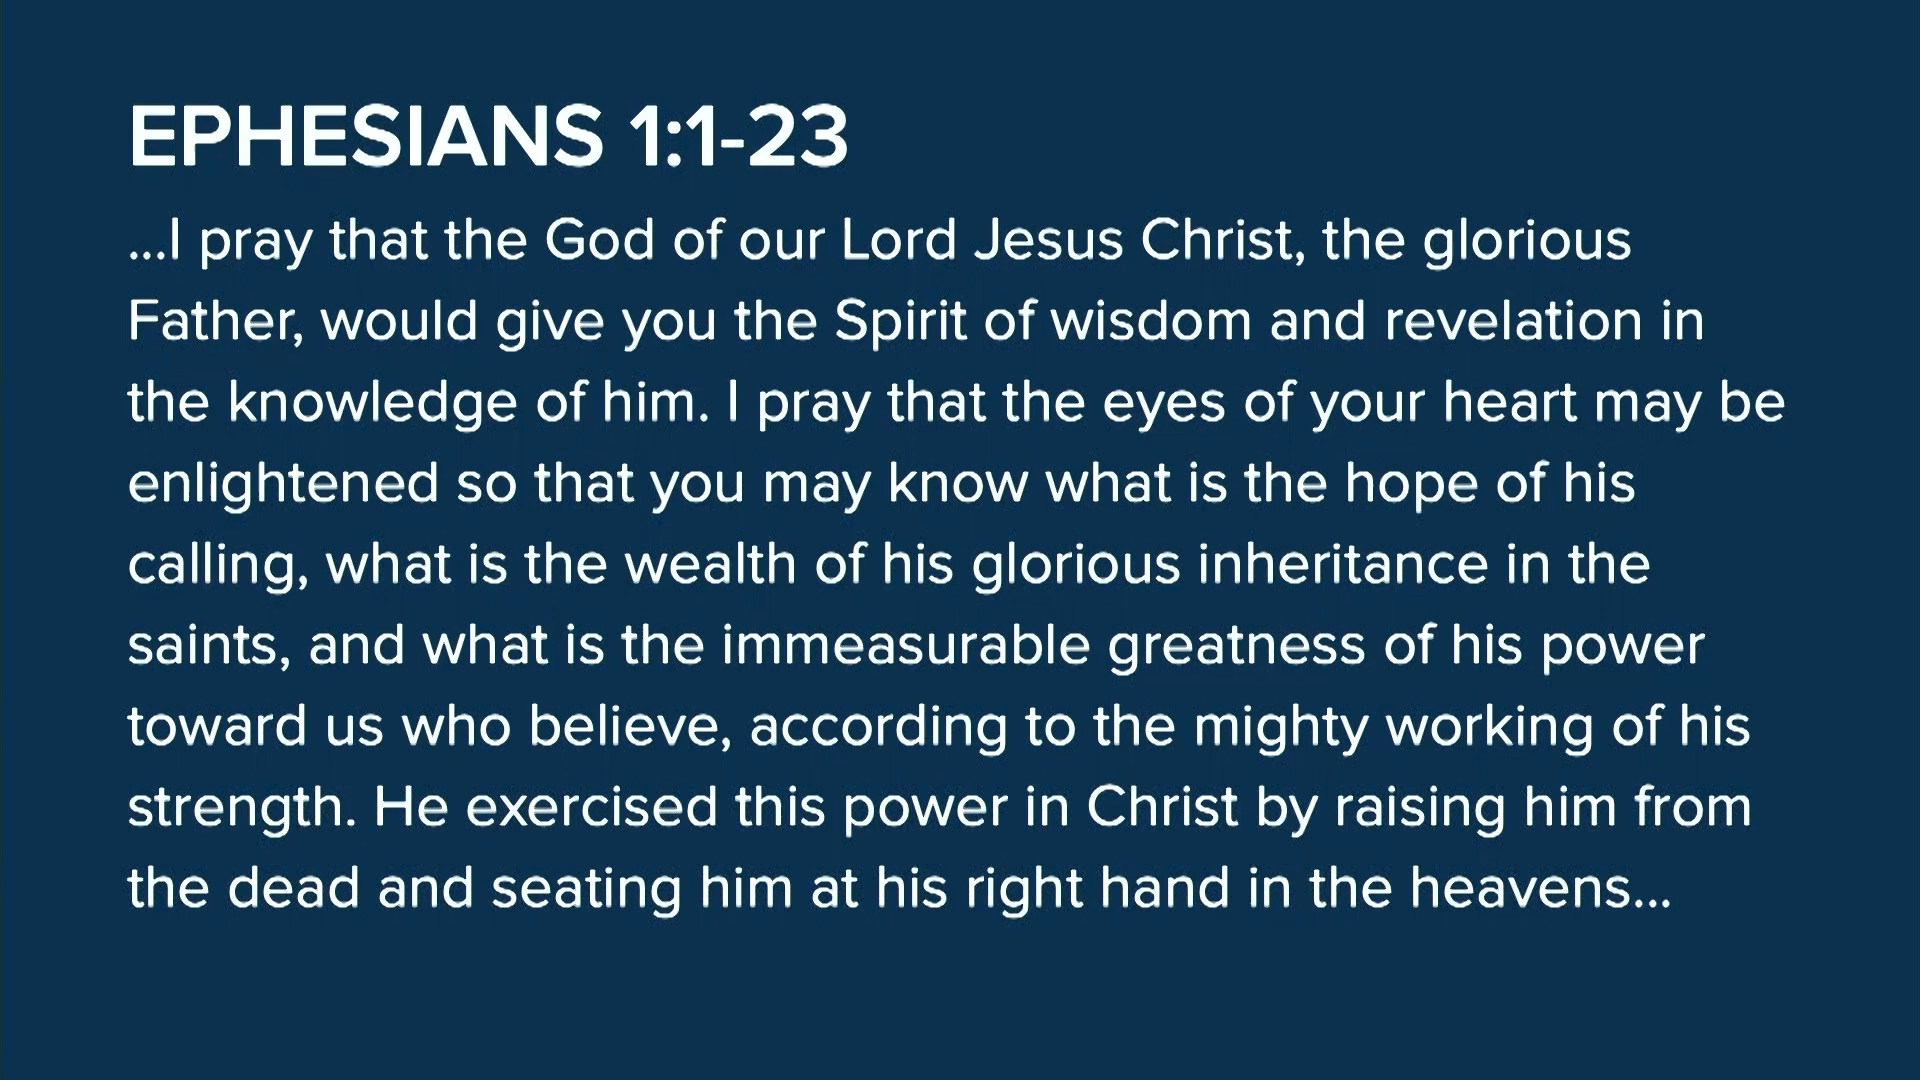 EPHESIANS 1:1-23
...I pray that the God of our Lord Jesus Christ, the glorious
Father, would give you the Spirit of wisdom and revelation in
the knowledge of him. I pray that the eyes of your heart may be
enlightened so that you may know what is the hope of his
calling, what is the wealth of his glorious inheritance in the
saints, and what is the immeasurable greatness of his power
toward us who believe, according to the mighty working of his
strength. He exercised this power in Christ by raising him from
the dead and seating him at his right hand in the heavens...